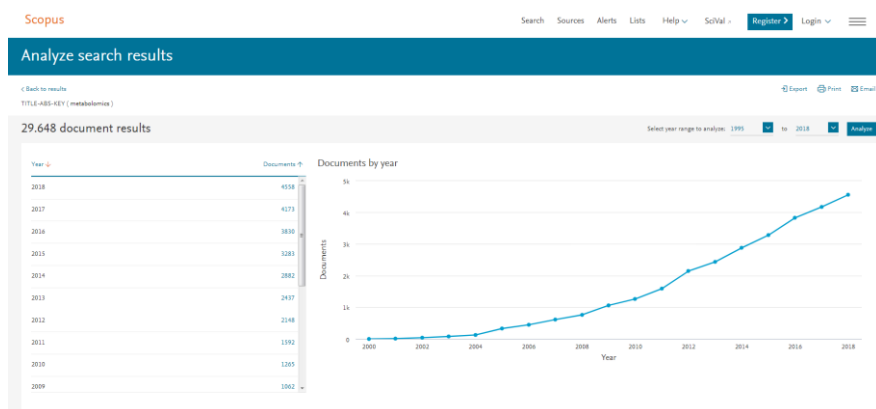 Scopus
Search Sources Alerts Lists Help SciVal Register Login
Analyze search results
Back to results
Export Print Email
TITLE-ABS-KEY ( metabolomics )
29.648 document results
Select year range to analyze: 1995 to 2018 Analyze
Year Documents
2018 4558
2017 4173
2016 3830
2015 3283
2014 2882
2013 2437
2012 2148
2011 1592
2010 1265
2009 1062
Documents by year
5k
4k
3k
2k
1k
0
Documents
2000 2002 2004 2006 2008 2010 2012 2014 2016 2018
Year